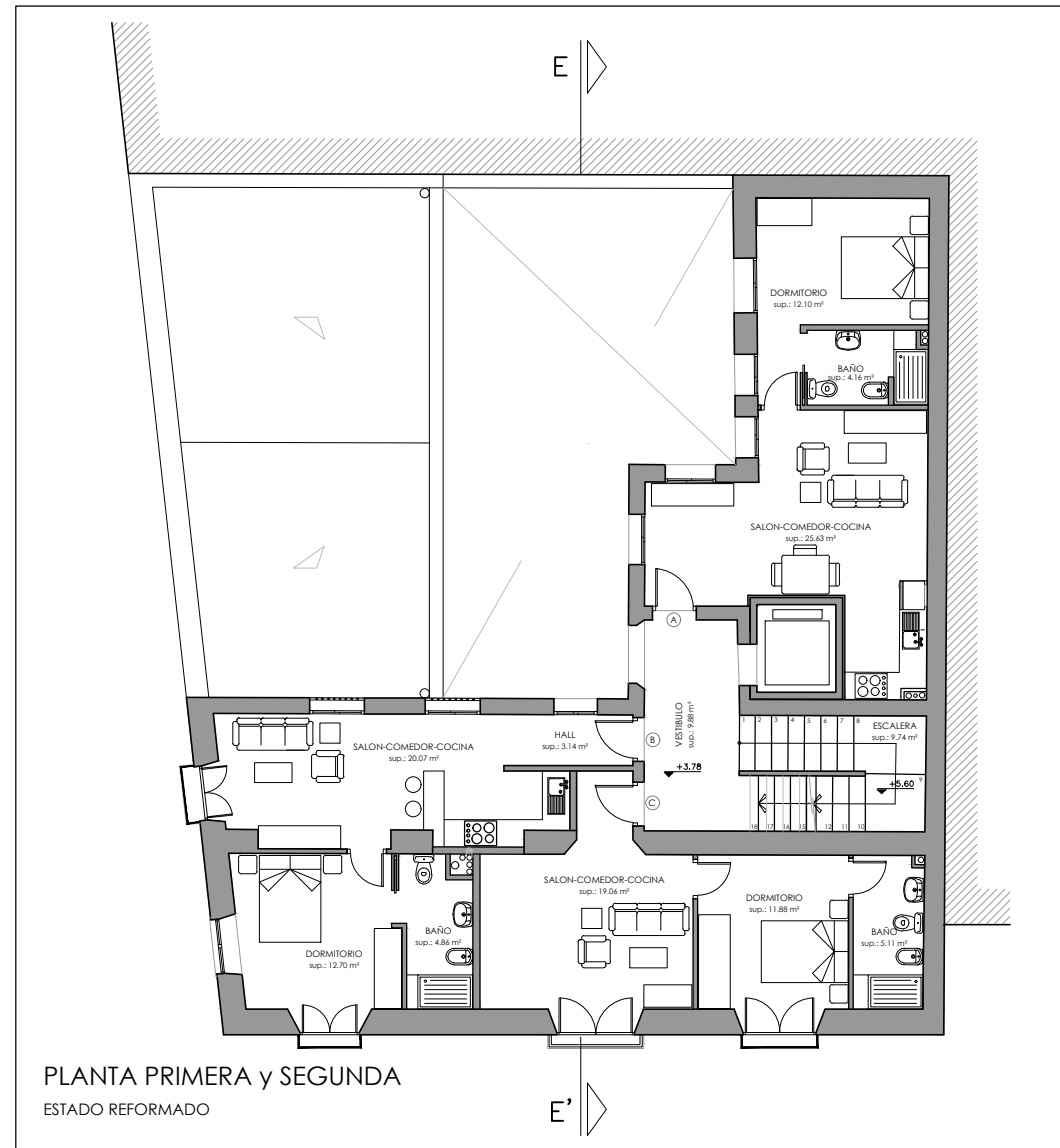 E
DORMITORIO
sup.: 12.10 m²
BAÑO
sup.: 4.16 m²
SALON-COMEDOR-COCINA
sup.: 25.63 m²
A
VESTIBULO
sup.: 9.88 m²
B
C
+3.78
1 2 3 4 5 6 7 8
ESCALERA
sup.: 9.74 m²
+5.60
9
18 17 16 15 12 11 10
HALL
sup.: 3.14 m²
SALON-COMEDOR-COCINA
sup.: 20.07 m²
SALON-COMEDOR-COCINA
sup.: 19.06 m²
DORMITORIO
sup.: 11.88 m²
BAÑO
sup.: 5.11 m²
BAÑO
sup.: 4.86 m²
DORMITORIO
sup.: 12.70 m²
PLANTA PRIMERA y SEGUNDA
ESTADO REFORMADO
E'